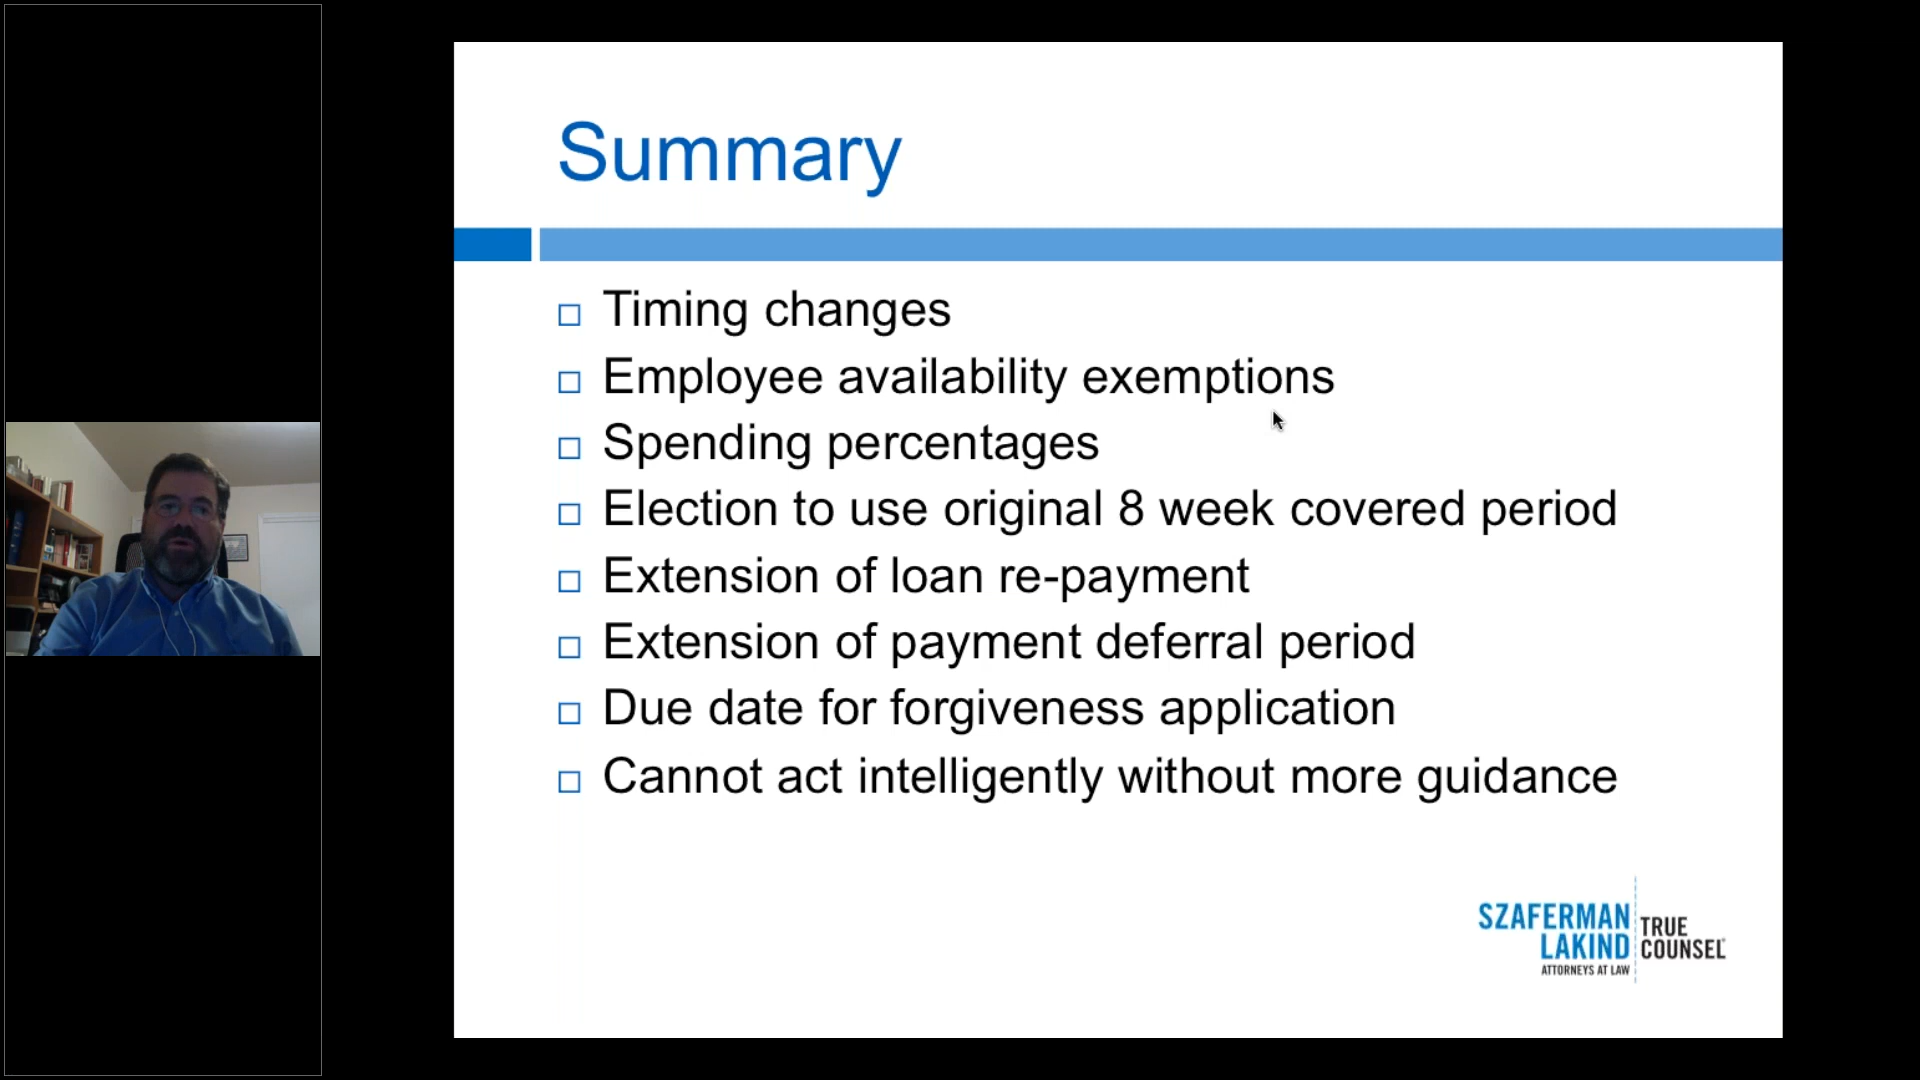 Summary
Timing changes
Employee availability exemptions
Spending percentages
Election to use original 8 week covered period
Extension of loan re-payment
Extension of payment deferral period
Due date for forgiveness application
Cannot act intelligently without more guidance
SZAFERMAN
LAKIND
ATTORNEYS AT LAW
TRUE
COUNSEL